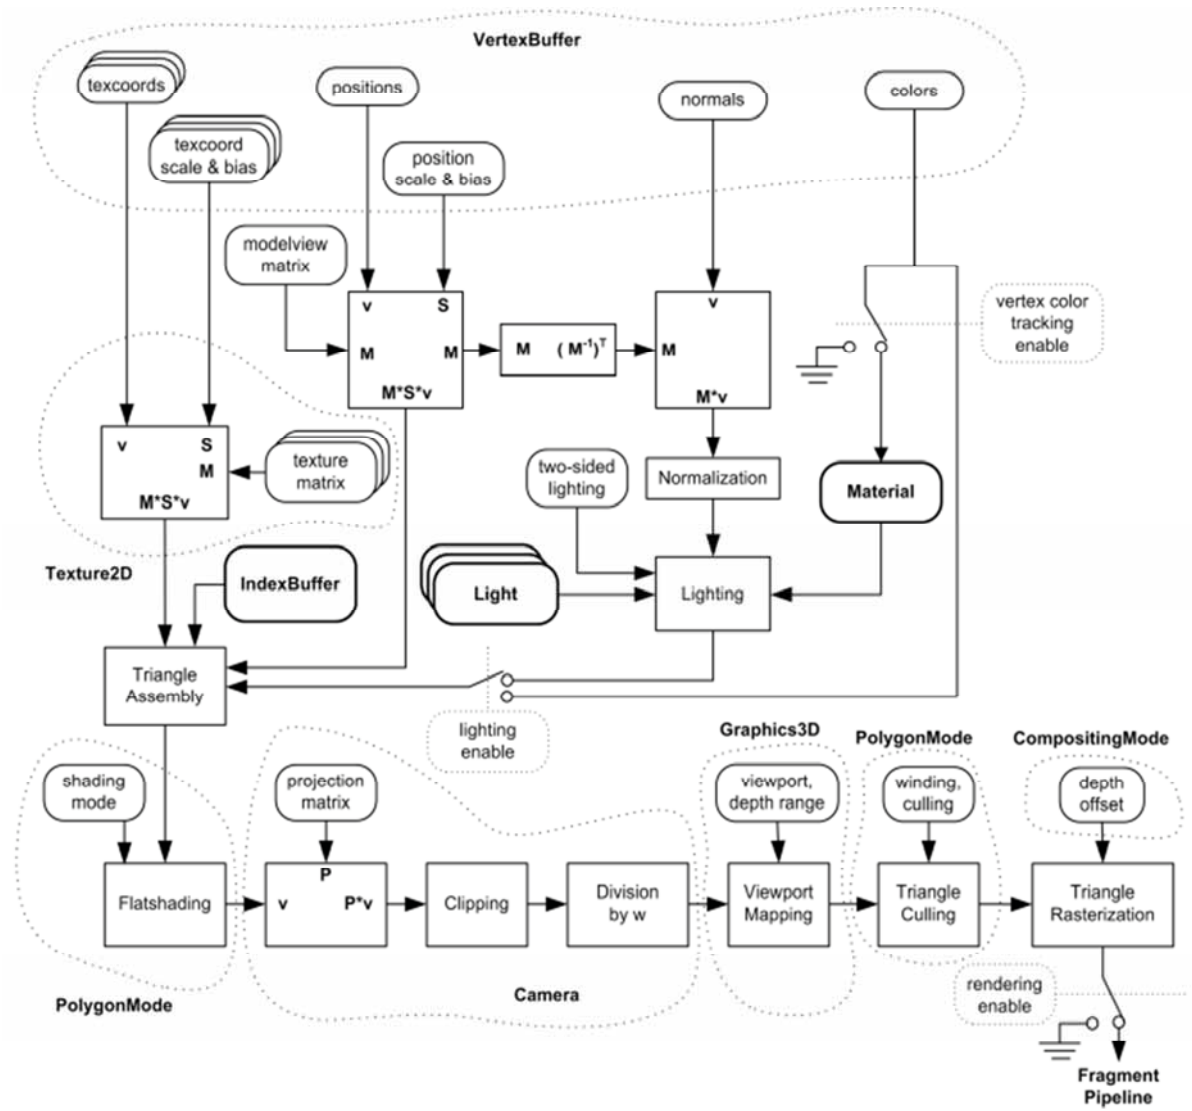 VertexBuffer
texcoords
positions
normals
colors
texcoord
scale & bias
position
scale & bias
modelview
matrix
vertex color
tracking
enable
v
S
M
M
M*S*v
M
(M⁻¹)ᵀ
v
M
M*v
v
S
M
M*S*v
texture
matrix
two-sided
lighting
Normalization
Material
Texture2D
IndexBuffer
Light
Lighting
Triangle
Assembly
lighting
enable
Graphics3D
PolygonMode
CompositingMode
shading
mode
projection
matrix
viewport,
depth range
winding,
culling
depth
offset
Flatshading
P
v
P*v
Clipping
Division
by w
Viewport
Mapping
Triangle
Culling
Triangle
Rasterization
PolygonMode
Camera
rendering
enable
Fragment
Pipeline